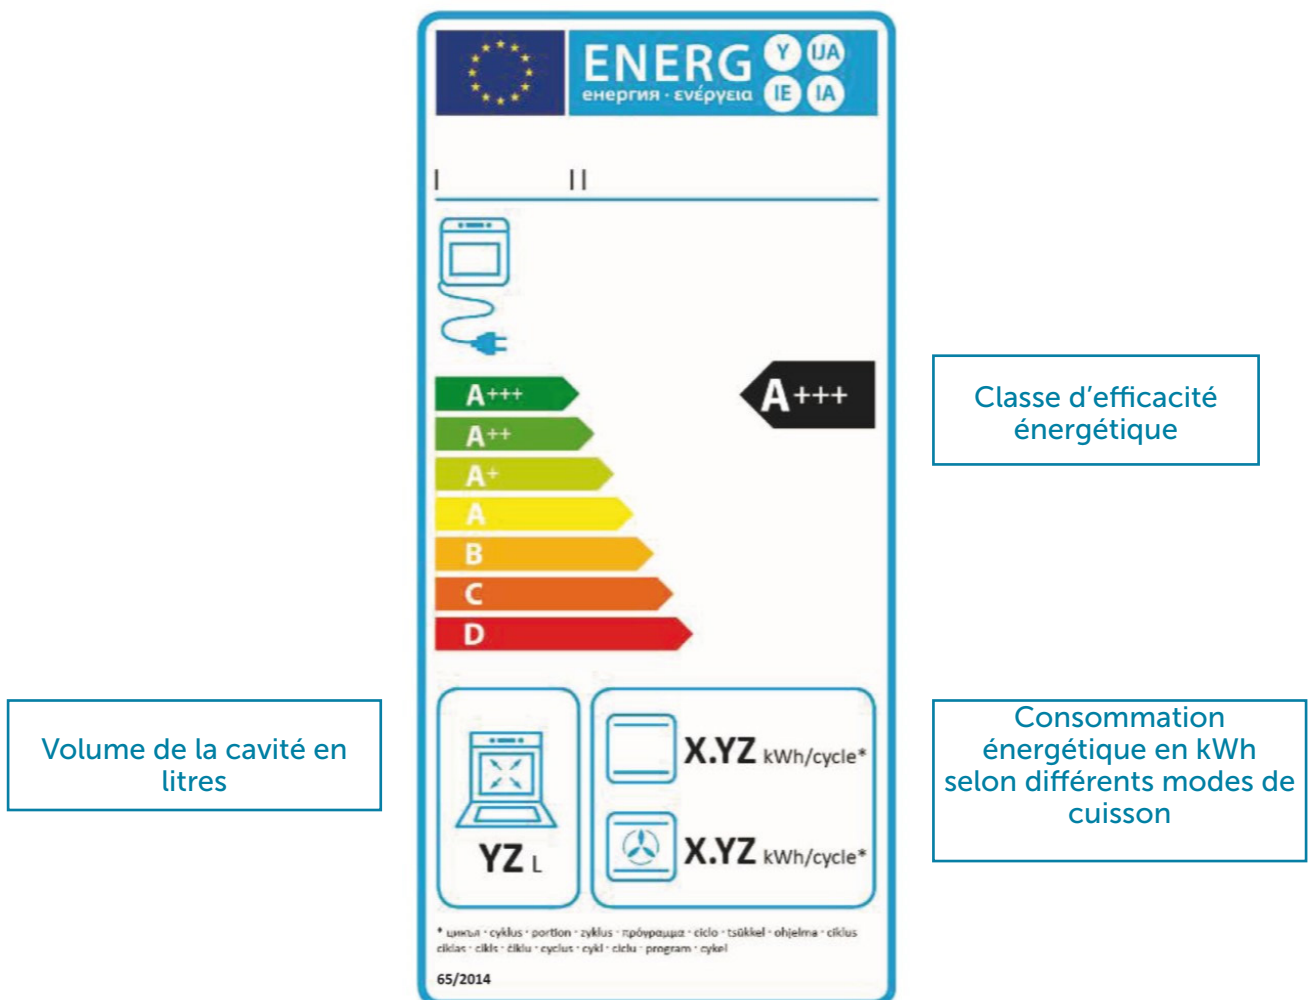 ENERG
енергия · ενέργεια
Y
IJA
IE
IA
I
II
A+++
A++
A+
A
B
C
D
A+++
Classe d’efficacité
énergétique
Volume de la cavité en
litres
YZ L
X.YZ kWh/cycle*
X.YZ kWh/cycle*
Consommation
énergétique en kWh
selon différents modes de
cuisson
* цикъл · cyklus · portion · zyklus · πρόγραμμα · ciclo · tsükkel · ohjelma · ciklus
ciklas · cikls · ċiklu · cyclus · cykl · ciclu · program · cykel
65/2014